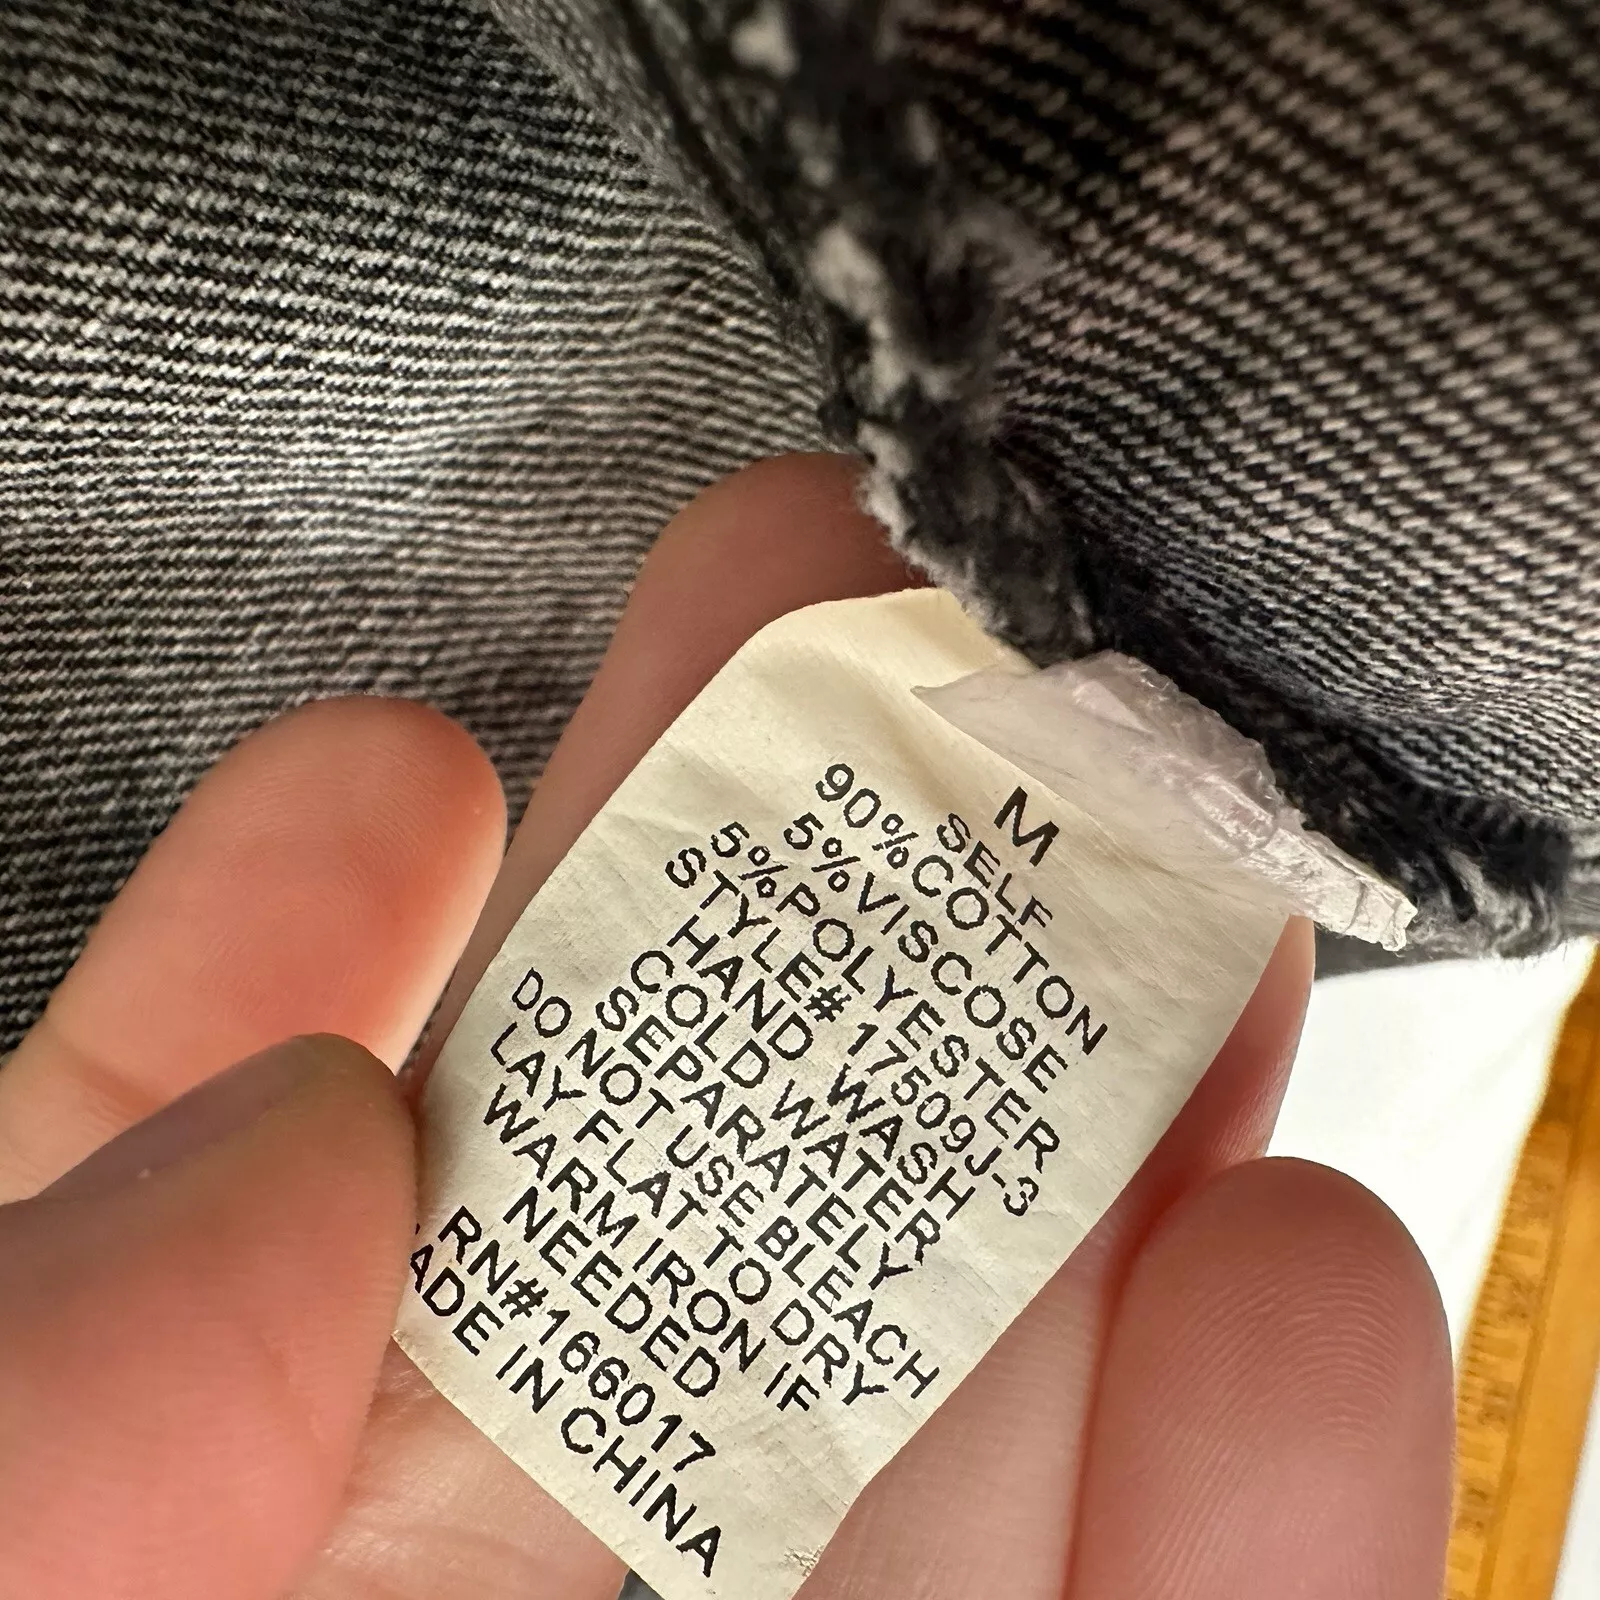 M
SELF
90%COTTON
5%VISCOSE
5%POLYESTER
STYLE# 17509J-3
HAND WASH
COLD WATER
SEPARATELY
DO NOT USE BLEACH
LAY FLAT TO DRY
WARM IRON IF
NEEDED
RN#166017
ADE IN CHINA